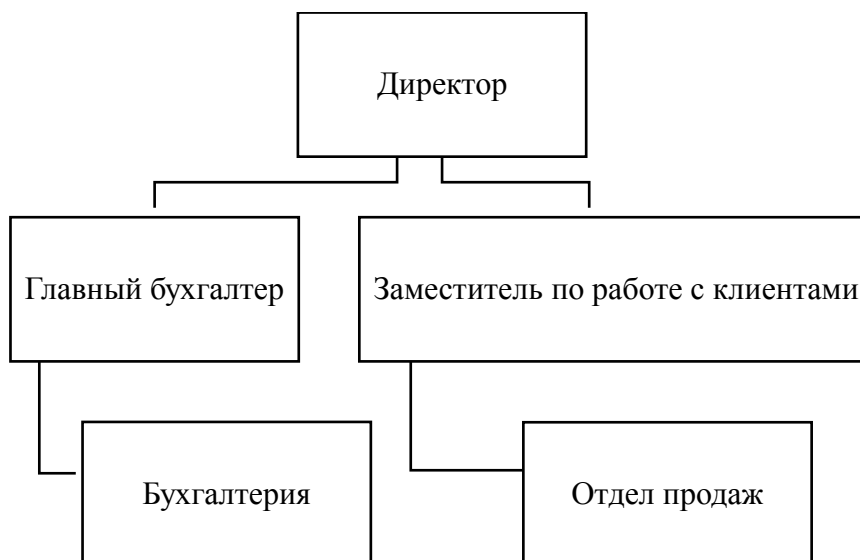 Директор
Главный бухгалтер
Заместитель по работе с клиентами
Бухгалтерия
Отдел продаж